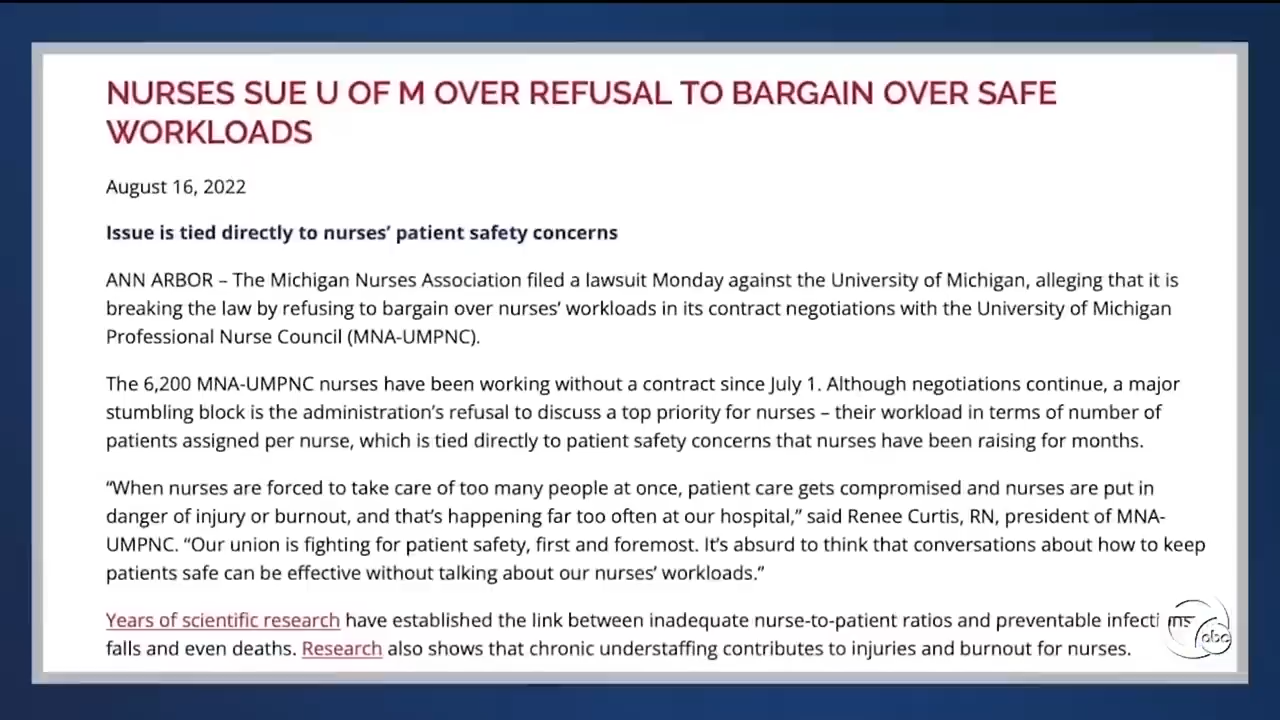 NURSES SUE U OF M OVER REFUSAL TO BARGAIN OVER SAFE
WORKLOADS
August 16, 2022
Issue is tied directly to nurses’ patient safety concerns
ANN ARBOR – The Michigan Nurses Association filed a lawsuit Monday against the University of Michigan, alleging that it is
breaking the law by refusing to bargain over nurses’ workloads in its contract negotiations with the University of Michigan
Professional Nurse Council (MNA-UMPNC).
The 6,200 MNA-UMPNC nurses have been working without a contract since July 1. Although negotiations continue, a major
stumbling block is the administration’s refusal to discuss a top priority for nurses – their workload in terms of number of
patients assigned per nurse, which is tied directly to patient safety concerns that nurses have been raising for months.
“When nurses are forced to take care of too many people at once, patient care gets compromised and nurses are put in
danger of injury or burnout, and that’s happening far too often at our hospital,” said Renee Curtis, RN, president of MNA-
UMPNC. “Our union is fighting for patient safety, first and foremost. It’s absurd to think that conversations about how to keep
patients safe can be effective without talking about our nurses’ workloads.”
Years of scientific research have established the link between inadequate nurse-to-patient ratios and preventable
falls and even deaths. Research also shows that chronic understaffing contributes to injuries and burnout for nurses.
abc